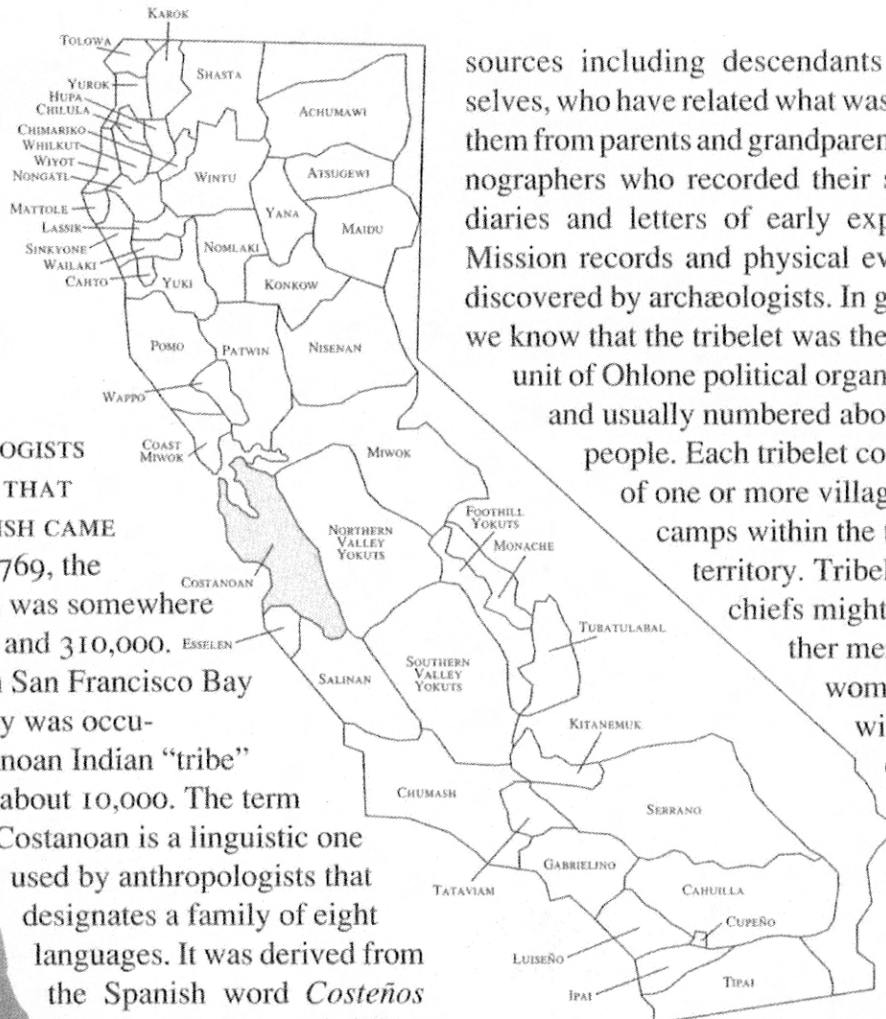 KAROK
TOLOWA
SHASTA
YUROK
HUPA
CHILULA
ACHUMAWI
CHIMARIKO
WHILKUT
WIYOT
NONGATL
WINTU
ATSUGEWI
MATTOLE
YANA
MAIDU
LASSIK
SINKYONE
WAILAKI
CAHTO
NOMLAKI
YUKI
KONKOW
POMO
PATWIN
NISENAN
WAPPO
COAST
MIWOK
MIWOK
NORTHERN
VALLEY
YOKUTS
FOOTHILL
YOKUTS
MONACHE
COSTANOAN
ESSELEN
TUBATULABAL
SALINAN
SOUTHERN
VALLEY
YOKUTS
KITANEMUK
CHUMASH
SERRANO
TATAVIAM
GABRIELINO
CAHUILLA
CUPEÑO
LUISEÑO
IPAI
TIPAI
OGISTS
THAT
ISH CAME
769, the
was somewhere
and 310,000.
San Francisco Bay
y was occu-
noan Indian “tribe”
about 10,000. The term
Costanoan is a linguistic one
used by anthropologists that
designates a family of eight
languages. It was derived from
the Spanish word Costeños
sources including descendants
selves, who have related what was
them from parents and grandparen
nographers who recorded their s
diaries and letters of early exp
Mission records and physical ev
discovered by archæologists. In g
we know that the tribelet was the
unit of Ohlone political organ
and usually numbered abo
people. Each tribelet co
of one or more villag
camps within the t
territory. Tribel
chiefs might
ther me
wom
wi